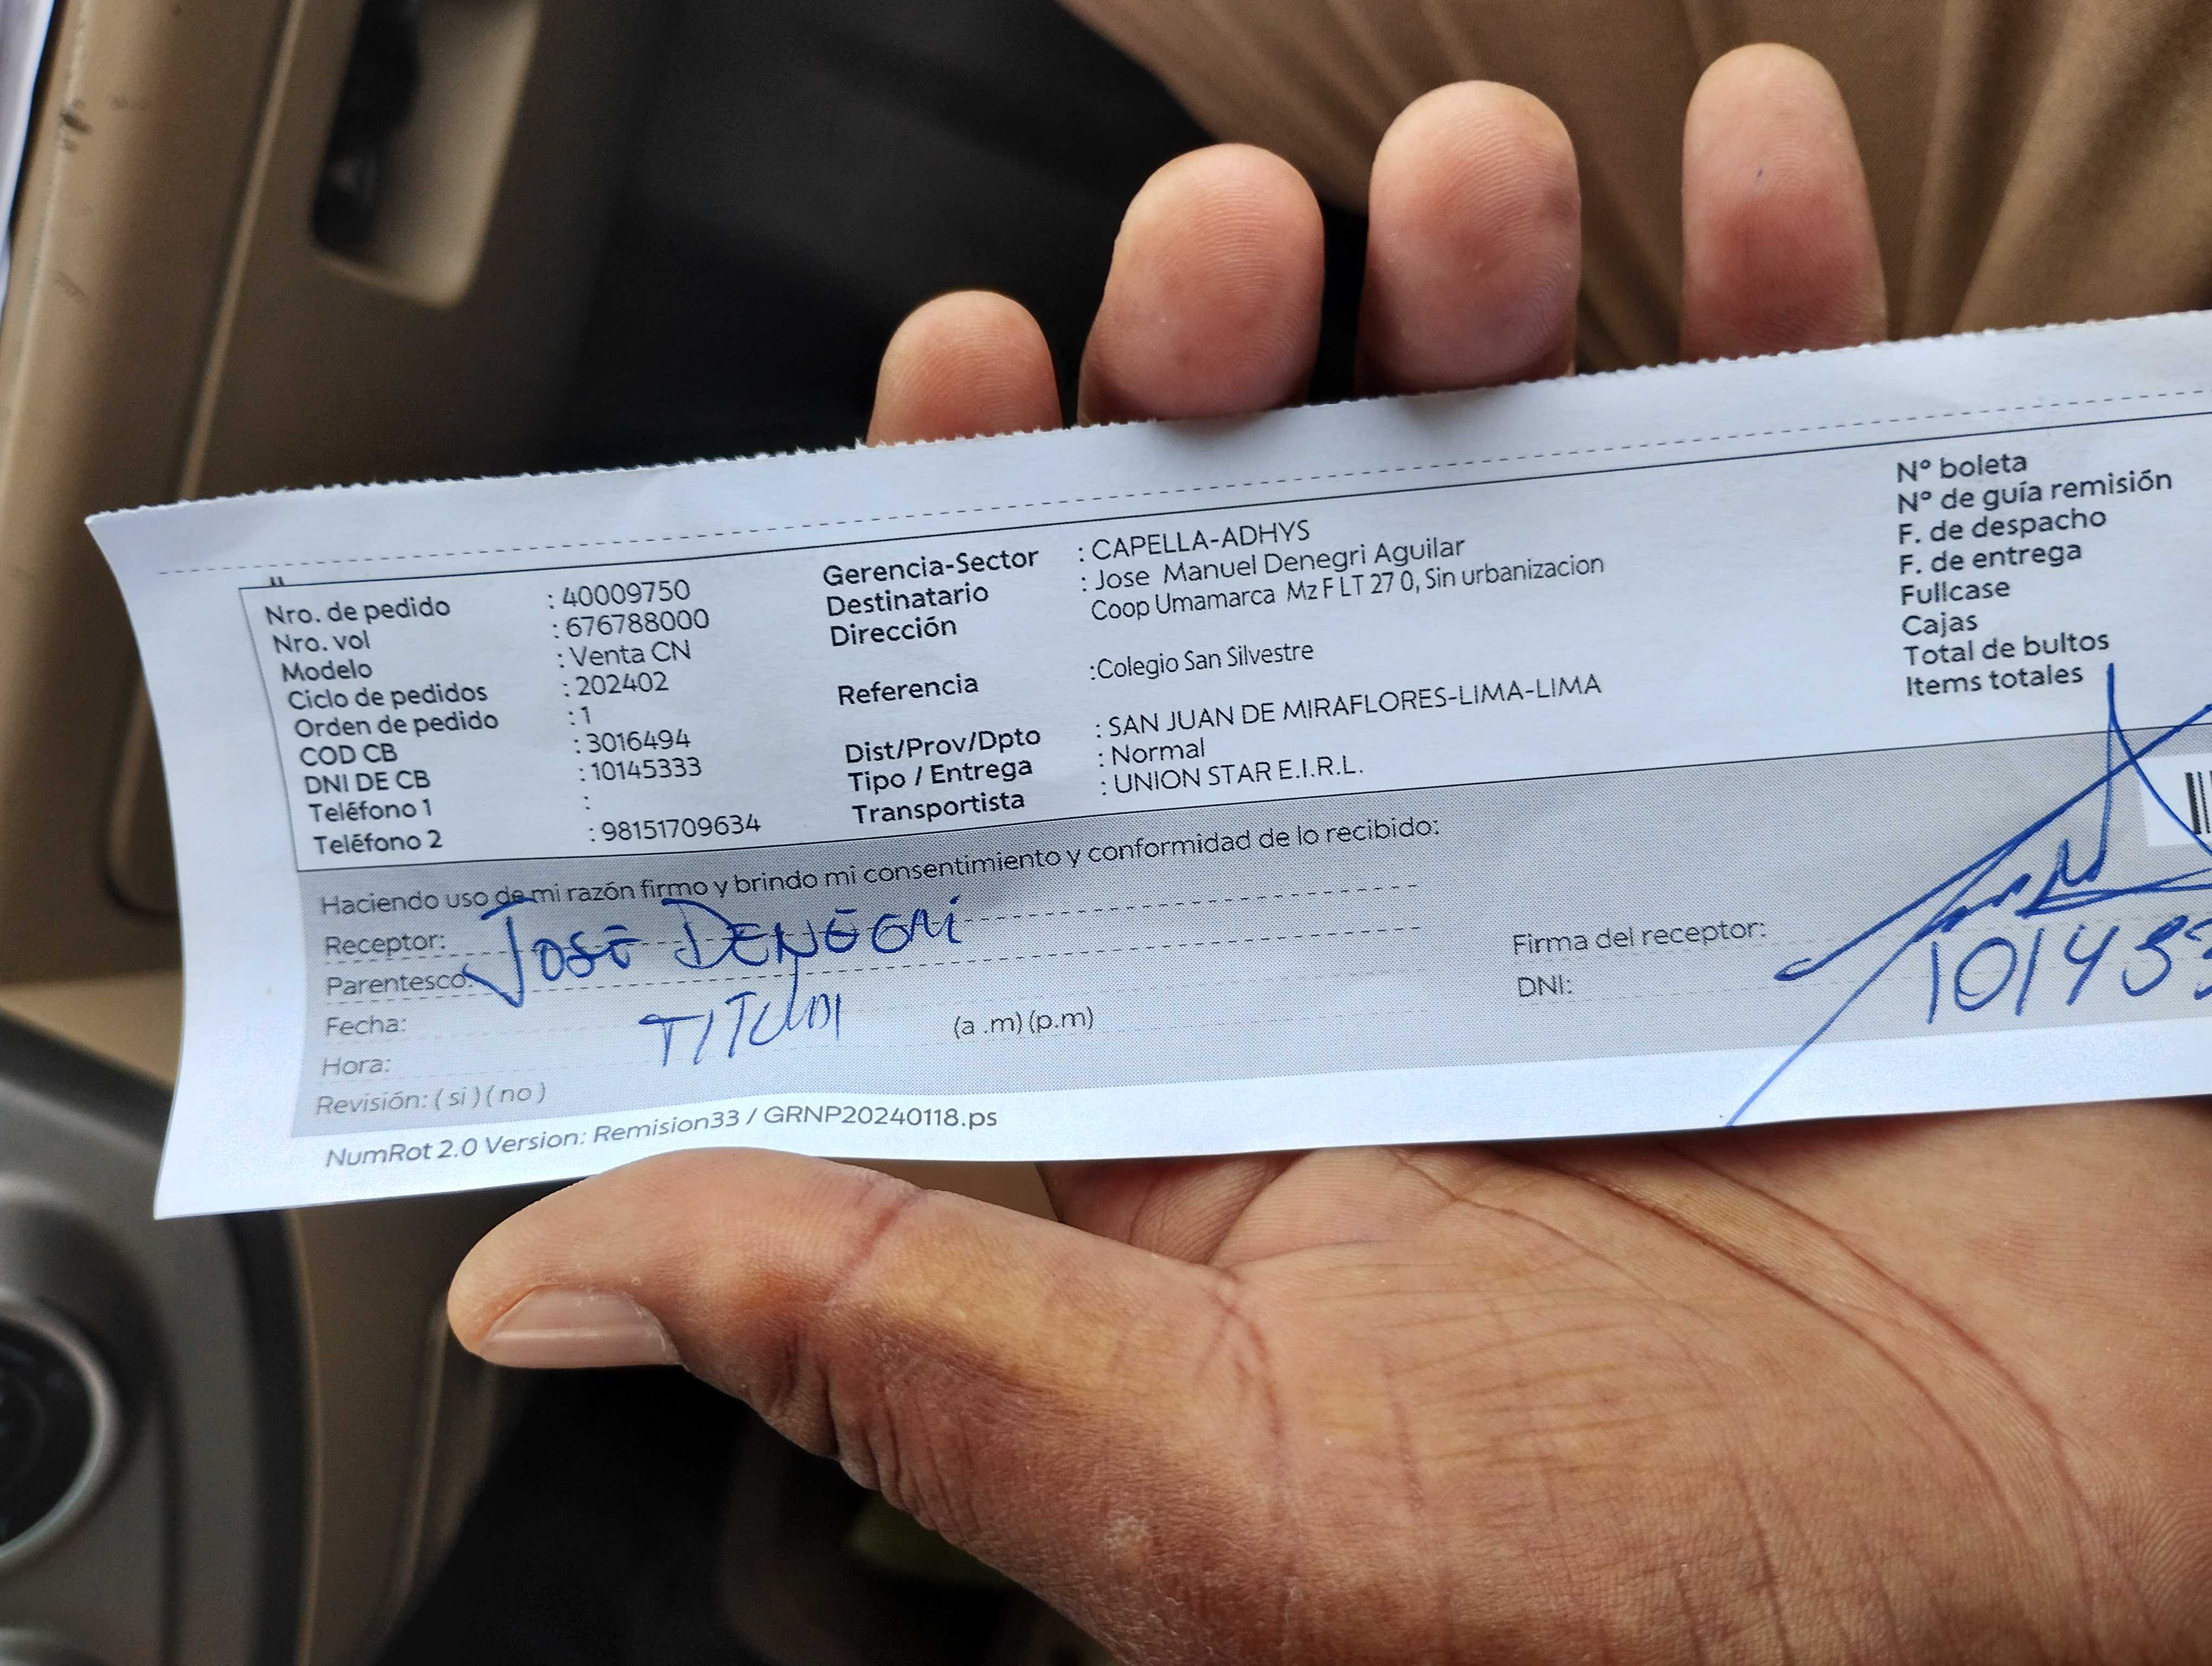 Nro. de pedido : 40009750
Nro. vol : 676788000
Modelo : Venta CN
Ciclo de pedidos : 202402
Orden de pedido : 1
COD CB : 3016494
DNI DE CB : 10145333
Teléfono 1 :
Teléfono 2 : 98151709634
Gerencia-Sector : CAPELLA-ADHYS
Destinatario : Jose Manuel Denegri Aguilar
Dirección Coop Umamarca Mz F LT 27 0, Sin urbanizacion
Referencia :Colegio San Silvestre
Dist/Prov/Dpto : SAN JUAN DE MIRAFLORES-LIMA-LIMA
Tipo / Entrega : Normal
Transportista : UNION STAR E.I.R.L.
Nº boleta
Nº de guía remisión
F. de despacho
F. de entrega
Fullcase
Cajas
Total de bultos
Items totales
Haciendo uso de mi razón firmo y brindo mi consentimiento y conformidad de lo recibido:
Receptor: JOSE DENEGRI
Parentesco:
Fecha:
Hora: (a .m) (p.m)
Revisión: ( si ) ( no )
Firma del receptor:
DNI: 10145
NumRot 2.0 Version: Remision33 / GRNP20240118.ps